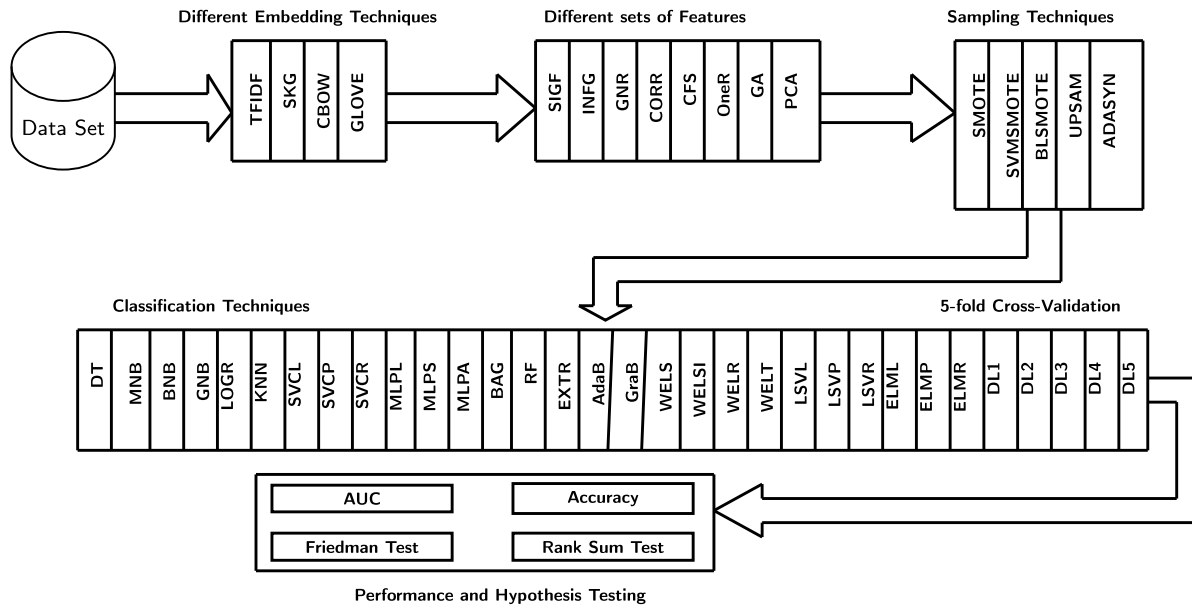 Different Embedding Techniques
Different sets of Features
Sampling Techniques
Data Set
TFIDF
SKG
CBOW
GLOVE
SIGF
INFG
GNR
CORR
CFS
OneR
GA
PCA
SMOTE
SVMSMOTE
BLSMOTE
UPSAM
ADASYN
Classification Techniques
5-fold Cross-Validation
DT
MNB
BNB
GNB
LOGR
KNN
SVCL
SVCP
SVCR
MLPL
MLPS
MLPA
BAG
RF
EXTR
AdaB
GraB
WELS
WELSI
WELR
WELT
LSVL
LSVP
LSVR
ELML
ELMP
ELMR
DL1
DL2
DL3
DL4
DL5
AUC
Accuracy
Friedman Test
Rank Sum Test
Performance and Hypothesis Testing